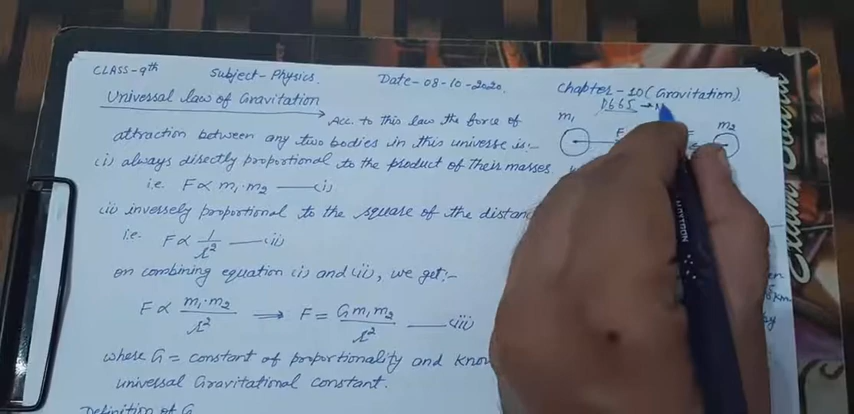 CLASS-9th Subject-Physics. Date-08-10-2020. Chapter-10(Gravitation).
1665 →
Universal law of Gravitation
Acc. to this law the force of
m1 m2
F
attraction between any two bodies in this universe is:-
(i) always directly proportional to the product of their masses.
i.e. F∝ m1.m2 ——(i)
(ii) inversely proportional to the square of the distan
i.e. F∝ 1/r² ——(ii)
on combining equation (i) and (ii), we get:-
F∝ m1.m2/r² → F= Gm1m2/r² ——(iii)
km
where G = constant of proportionality and know
universal Gravitational constant.
Definition of G